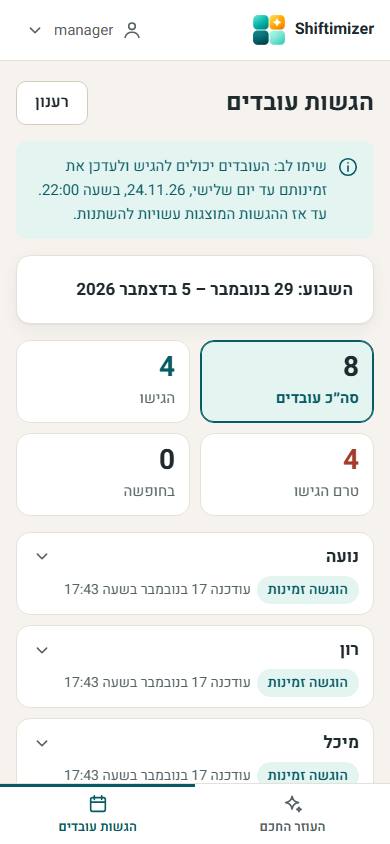 Shiftimizer
manager
הגשות עובדים
רענון
שימו לב: העובדים יכולים להגיש ולעדכן את
זמינותם עד יום שלישי, 24.11.26, בשעה 22:00.
עד אז ההגשות המוצגות עשויות להשתנות.
השבוע: 29 בנובמבר – 5 בדצמבר 2026
8
סה״כ עובדים
4
הגישו
4
טרם הגישו
0
בחופשה
נועה
הוגשה זמינות
עודכנה 17 בנובמבר בשעה 17:43
רון
הוגשה זמינות
עודכנה 17 בנובמבר בשעה 17:43
מיכל
הוגשה זמינות
עודכנה 17 בנובמבר בשעה 17:43
העוזר החכם
הגשות עובדים